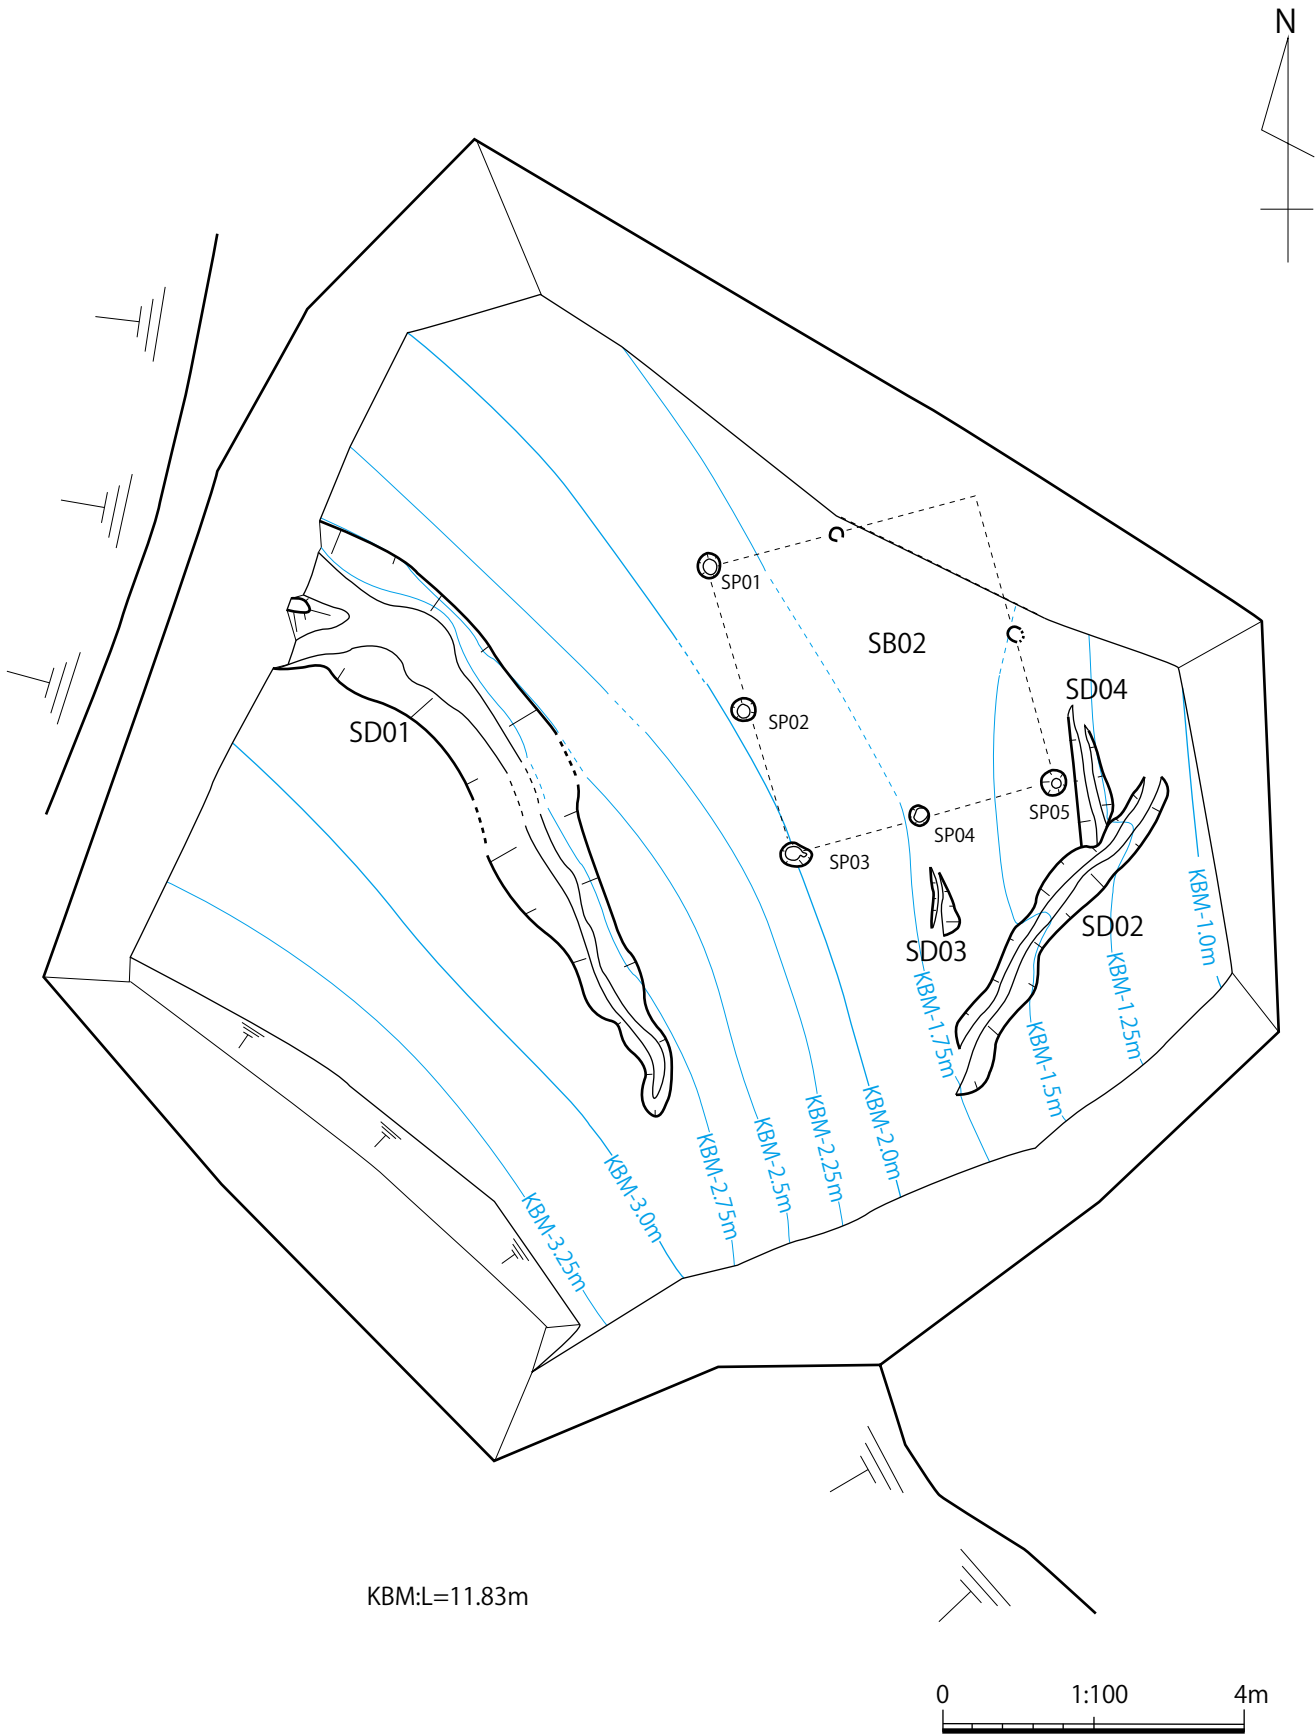 N
SP01
SB02
SD04
SP02
SD01
SP05
SP04
SP03
SD02
SD03
KBM-1.0m
KBM-1.25m
KBM-1.5m
KBM-1.75m
KBM-2.0m
KBM-2.25m
KBM-2.5m
KBM-2.75m
KBM-3.0m
KBM-3.25m
KBM:L=11.83m
0 1:100 4m